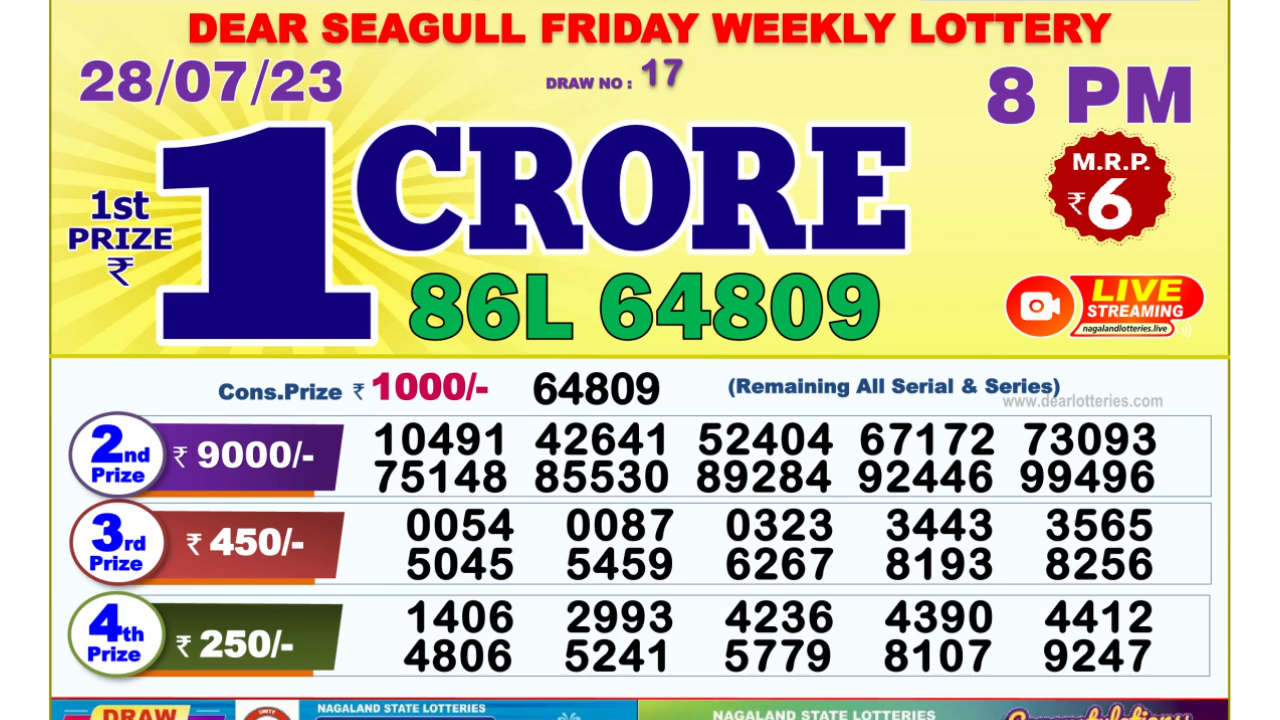 DEAR SEAGULL FRIDAY WEEKLY LOTTERY
28/07/23
DRAW NO : 17
8 PM
1st
PRIZE
₹
1 CRORE
M.R.P.
₹6
86L 64809
LIVE
STREAMING
nagalandlotteries.live
Cons.Prize ₹ 1000/- 64809 (Remaining All Serial & Series)
www.dearlotteries.com
2nd
Prize
₹ 9000/-
10491 42641 52404 67172 73093
75148 85530 89284 92446 99496
3rd
Prize
₹ 450/-
0054 0087 0323 3443 3565
5045 5459 6267 8193 8256
4th
Prize
₹ 250/-
1406 2993 4236 4390 4412
4806 5241 5779 8107 9247
DRAW
UNITY
NAGALAND STATE LOTTERIES
NAGALAND STATE LOTTERIES